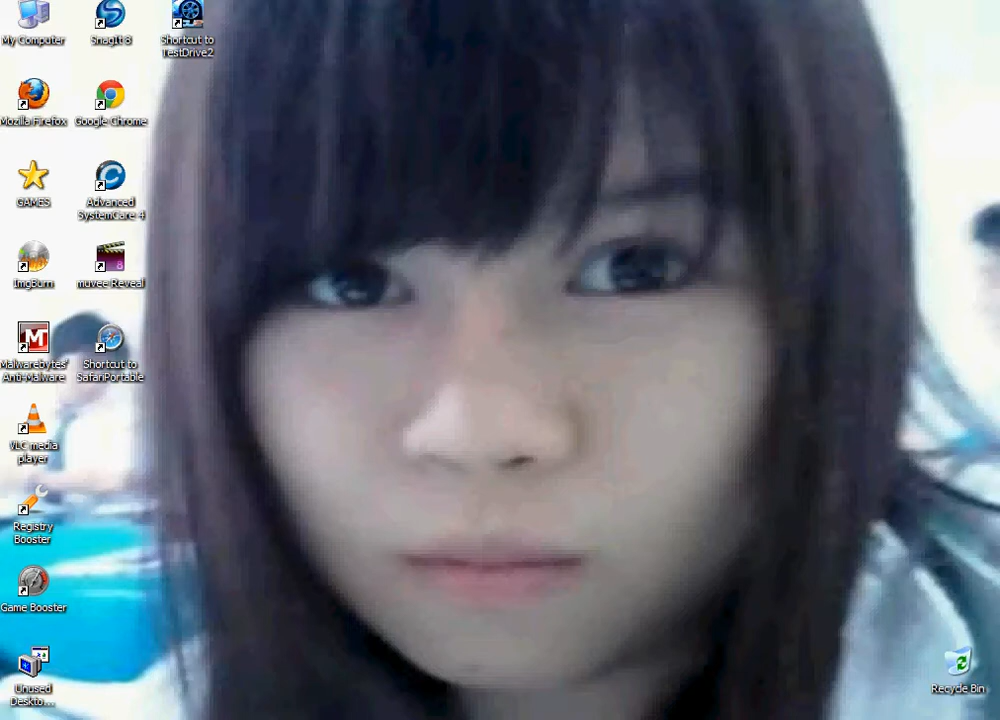 My Computer
SnagIt 8
Shortcut to
TestDrive2
Mozilla Firefox
Google Chrome
GAMES
Advanced
SystemCare 4
ImgBurn
muvee Reveal
8
M
Malwarebytes'
Anti-Malware
Shortcut to
SafariPortable
VLC media
player
Registry
Booster
Game Booster
Unused
Deskto...
Recycle Bin